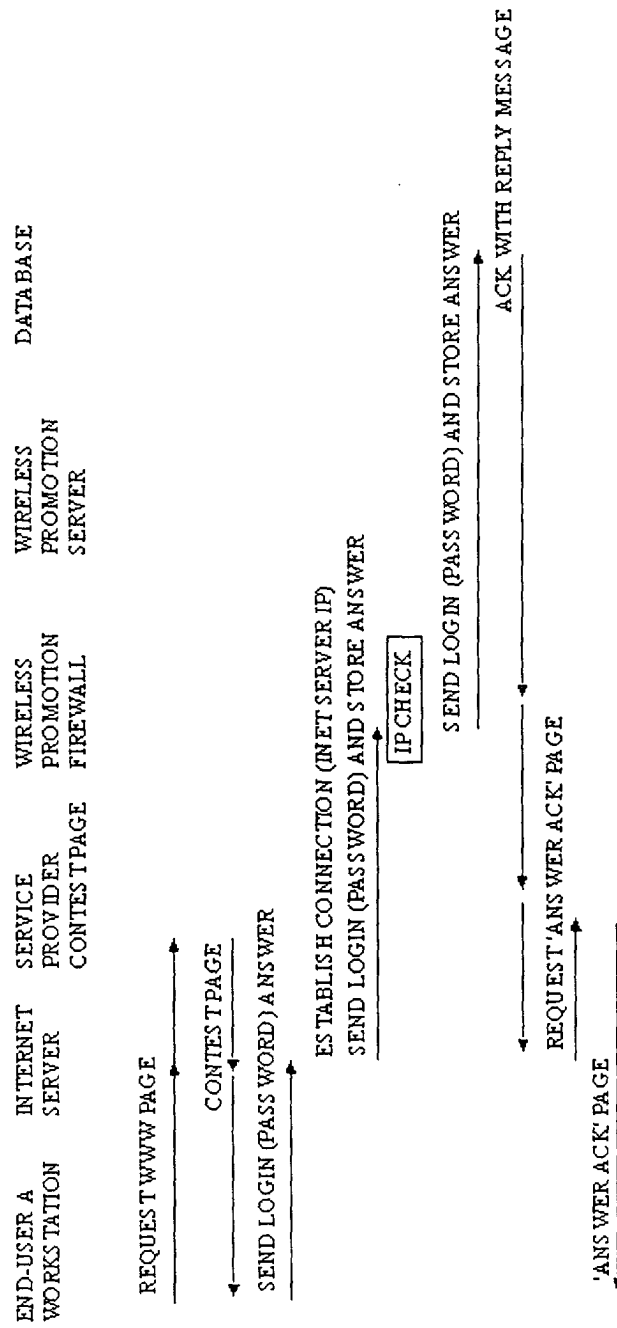 END-USER A
WORKSTATION
INTERNET
SERVER
SERVICE
PROVIDER
CONTEST PAGE
WIRELESS
PROMOTION
FIREWALL
WIRELESS
PROMOTION
SERVER
DATABASE
REQUEST WWW PAGE
CONTEST PAGE
SEND LOGIN (PASSWORD) ANSWER
ESTABLISH CONNECTION (INET SERVER IP)
SEND LOGIN (PASSWORD) AND STORE ANSWER
IP CHECK
SEND LOGIN (PASSWORD) AND STORE ANSWER
ACK WITH REPLY MESSAGE
REQUEST 'ANSWER ACK' PAGE
'ANSWER ACK' PAGE